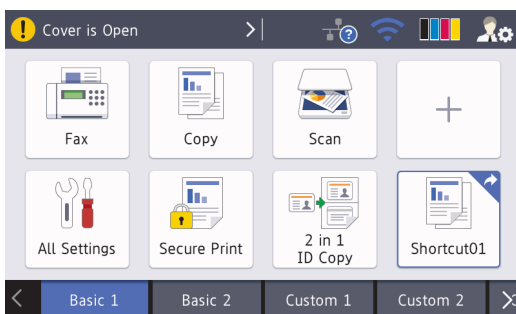 Cover is Open
Fax
Copy
Scan
All Settings
Secure Print
2 in 1
ID Copy
Shortcut01
Basic 1
Basic 2
Custom 1
Custom 2